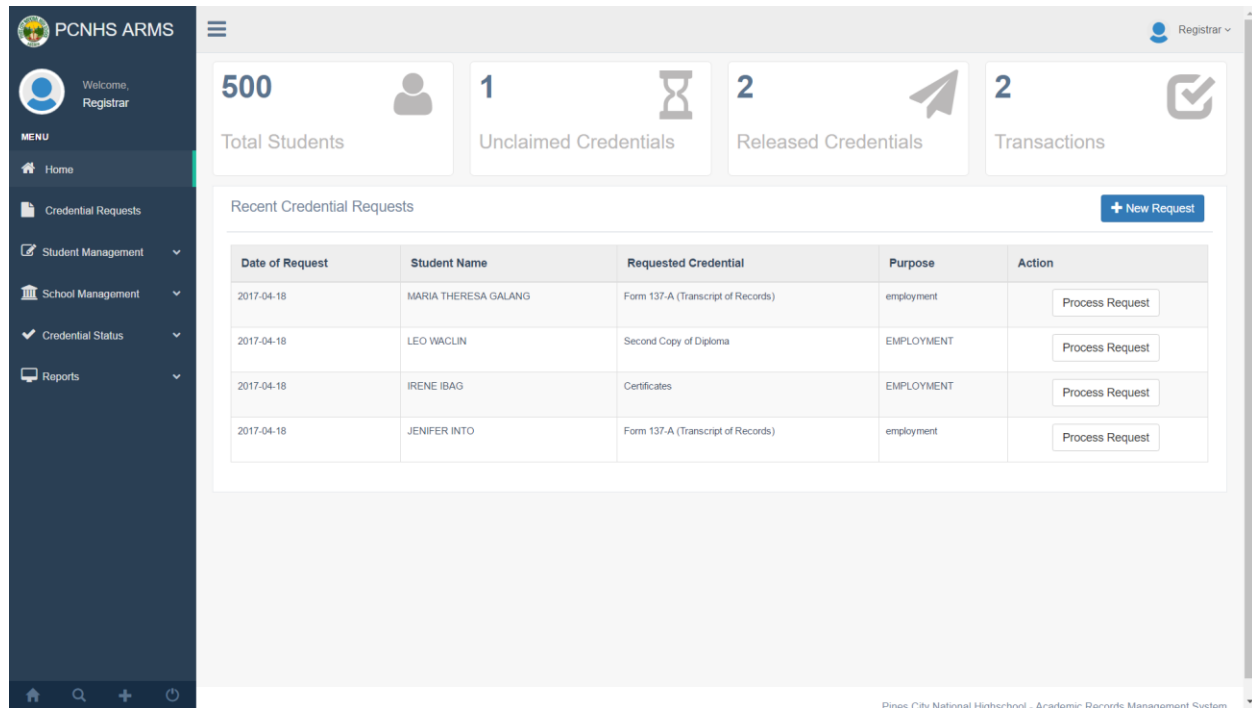 PCNHS ARMS
Registrar
Welcome,
Registrar
MENU
Home
Credential Requests
Student Management
School Management
Credential Status
Reports
500
Total Students
1
Unclaimed Credentials
2
Released Credentials
2
Transactions
Recent Credential Requests
New Request
Date of Request Student Name Requested Credential Purpose Action
2017-04-18 MARIA THERESA GALANG Form 137-A (Transcript of Records) employment Process Request
2017-04-18 LEO WACLIN Second Copy of Diploma EMPLOYMENT Process Request
2017-04-18 IRENE IBAG Certificates EMPLOYMENT Process Request
2017-04-18 JENIFER INTO Form 137-A (Transcript of Records) employment Process Request
Pines City National Highschool - Academic Records Management System